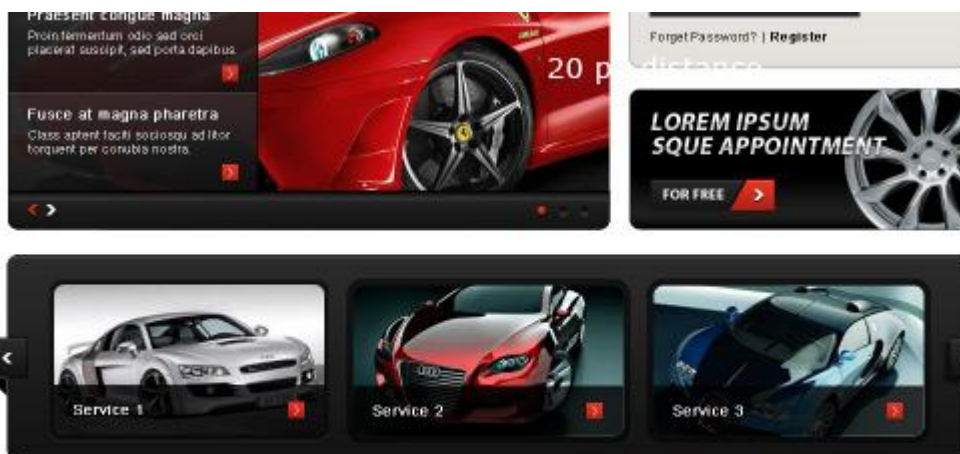 Praesent congue magna
Proin fermentum odio sed orci
placerat suscipit, sed porta dapibus.
Fusce at magna pharetra
Class aptent taciti sociosqu ad litor
torquent per conubia nostra.
20 p distance
Forget Password? | Register
LOREM IPSUM
SQUE APPOINTMENT
FOR FREE
Service 1
Service 2
Service 3